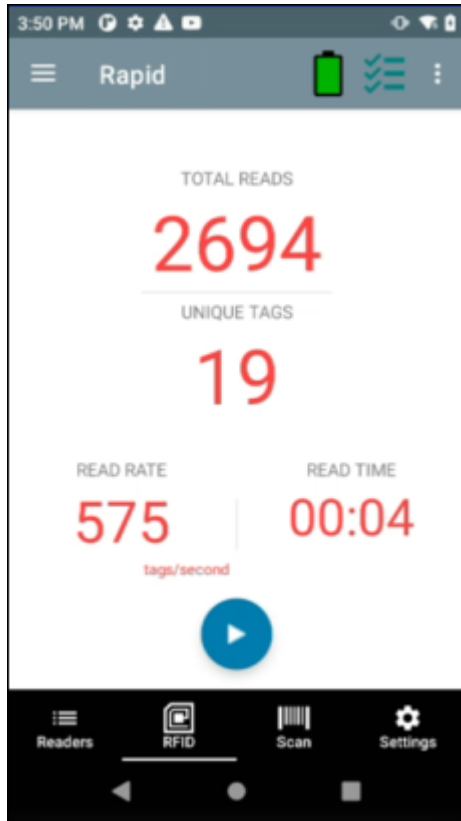 3:50 PM
Rapid
TOTAL READS
2694
UNIQUE TAGS
19
READ RATE
READ TIME
575
00:04
tags/second
Readers
RFID
Scan
Settings